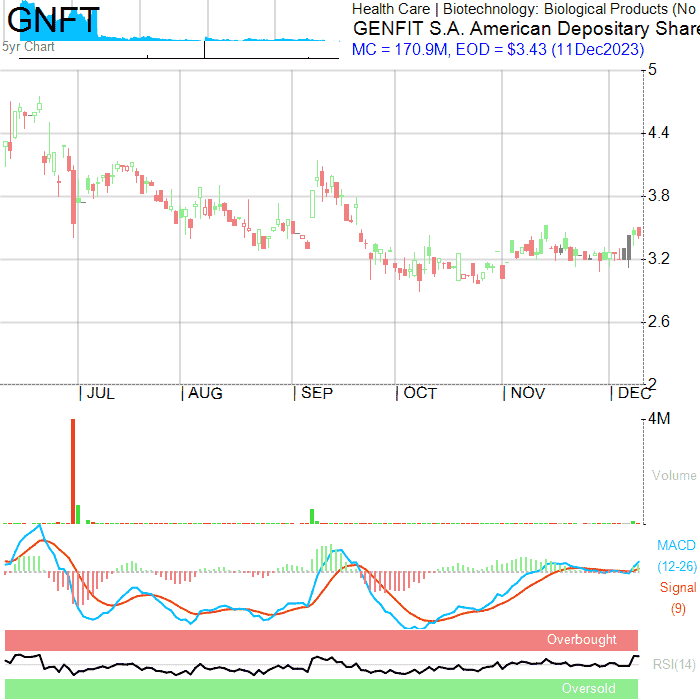 GNFT
5yr Chart
Health Care | Biotechnology: Biological Products (No
GENFIT S.A. American Depositary Share
MC = 170.9M, EOD = $3.43 (11Dec2023)
5
4.4
3.8
3.2
2.6
2
| JUL | AUG | SEP | OCT | NOV | DEC
4M
Volume
MACD
(12-26)
Signal
(9)
Overbought
RSI(14)
Oversold